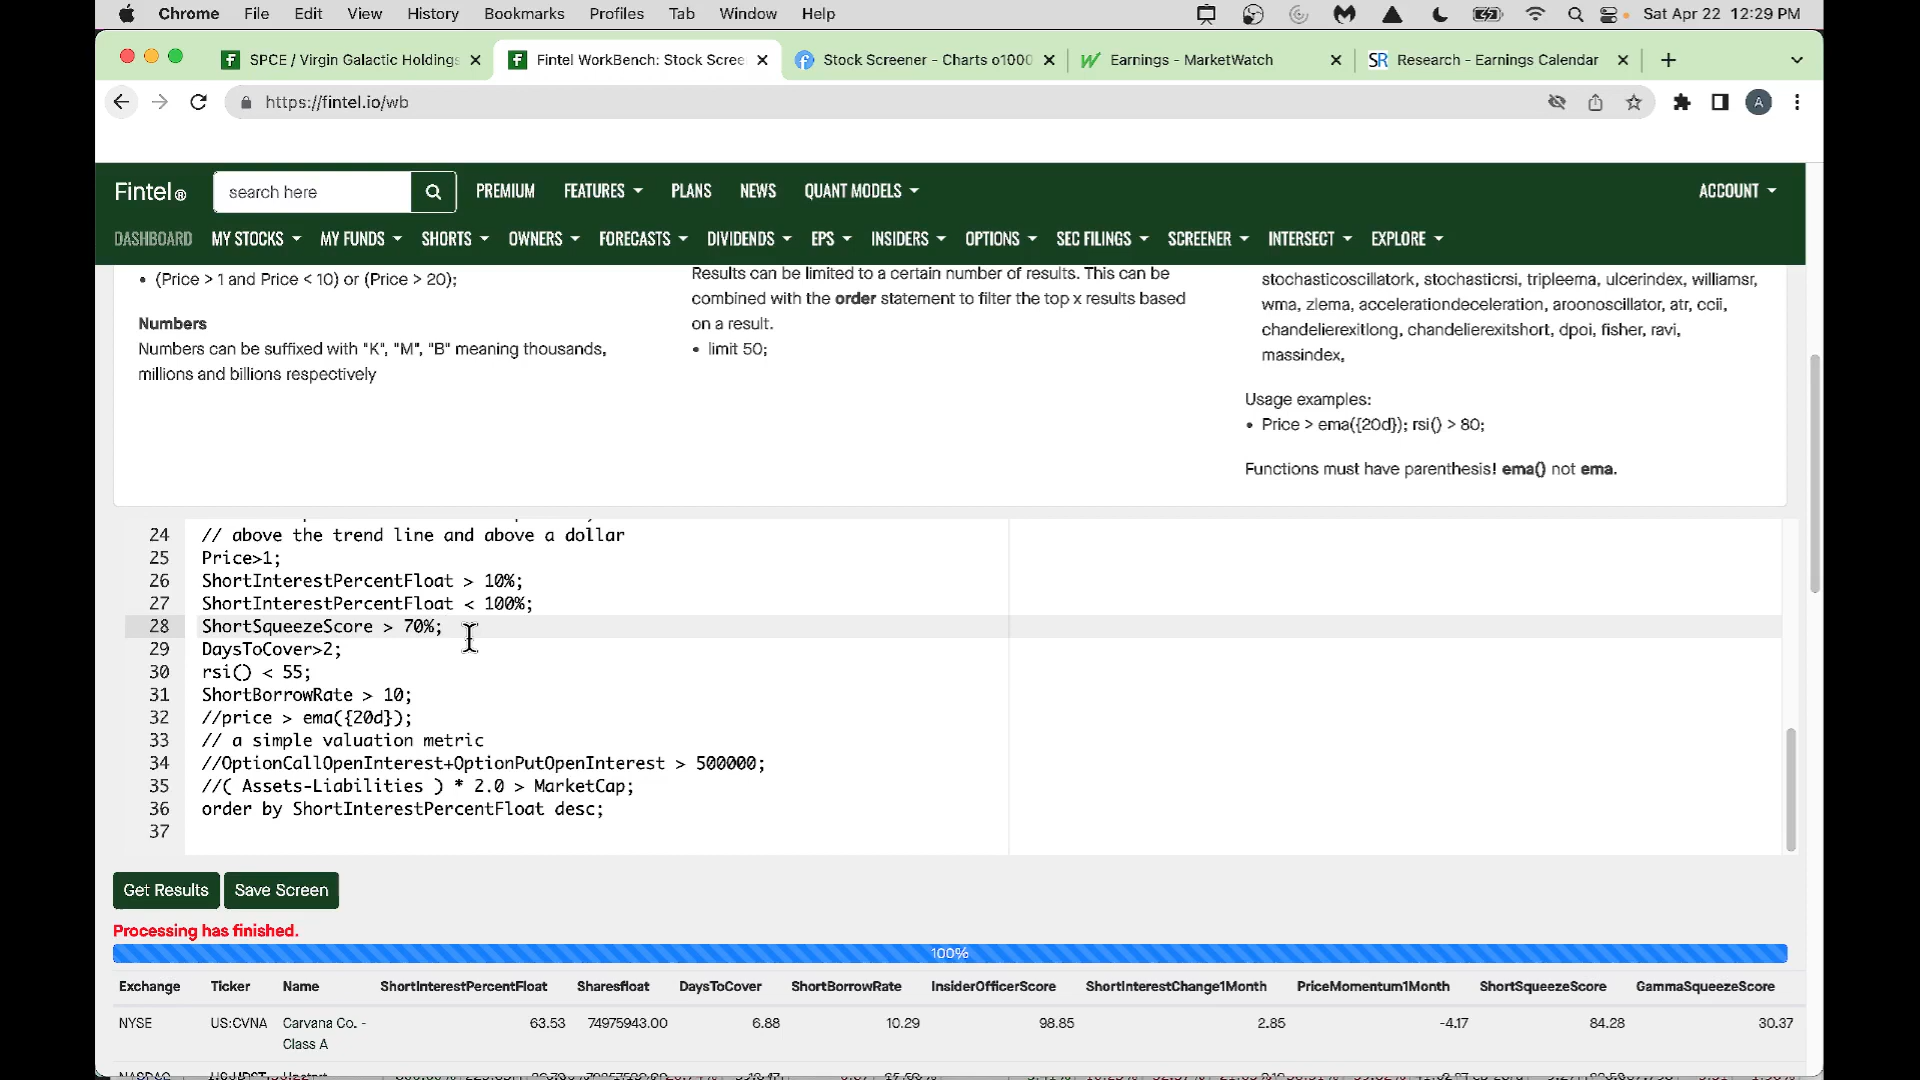 Chrome File Edit View History Bookmarks Profiles Tab Window Help Sat Apr 22 12:29 PM
SPCE / Virgin Galactic Holdings Fintel WorkBench: Stock Scree Stock Screener - Charts o1000 Earnings - MarketWatch SR Research - Earnings Calendar
https://fintel.io/wb A
Fintel® search here PREMIUM FEATURES PLANS NEWS QUANT MODELS ACCOUNT
DASHBOARD MY STOCKS MY FUNDS SHORTS OWNERS FORECASTS DIVIDENDS EPS INSIDERS OPTIONS SEC FILINGS SCREENER INTERSECT EXPLORE
• (Price > 1 and Price < 10) or (Price > 20);
Numbers
Numbers can be suffixed with "K", "M", "B" meaning thousands,
millions and billions respectively
Results can be limited to a certain number of results. This can be
combined with the order statement to filter the top x results based
on a result.
• limit 50;
stochasticoscillatork, stochasticrsi, tripleema, ulcerindex, williamsr,
wma, zlema, accelerationdeceleration, aroonoscillator, atr, ccii,
chandelierexitlong, chandelierexitshort, dpoi, fisher, ravi,
massindex,
Usage examples:
• Price > ema({20d}); rsi() > 80;
Functions must have parenthesis! ema() not ema.
24 // above the trend line and above a dollar
25 Price>1;
26 ShortInterestPercentFloat > 10%;
27 ShortInterestPercentFloat < 100%;
28 ShortSqueezeScore > 70%;
29 DaysToCover>2;
30 rsi() < 55;
31 ShortBorrowRate > 10;
32 //price > ema({20d});
33 // a simple valuation metric
34 //OptionCallOpenInterest+OptionPutOpenInterest > 500000;
35 //( Assets-Liabilities ) * 2.0 > MarketCap;
36 order by ShortInterestPercentFloat desc;
37
Get Results Save Screen
Processing has finished.
100%
Exchange Ticker Name ShortInterestPercentFloat Sharesfloat DaysToCover ShortBorrowRate InsiderOfficerScore ShortInterestChange1Month PriceMomentum1Month ShortSqueezeScore GammaSqueezeScore
NYSE US:CVNA Carvana Co. - 63.53 74975943.00 6.88 10.29 98.85 2.85 -4.17 84.28 30.37
Class A